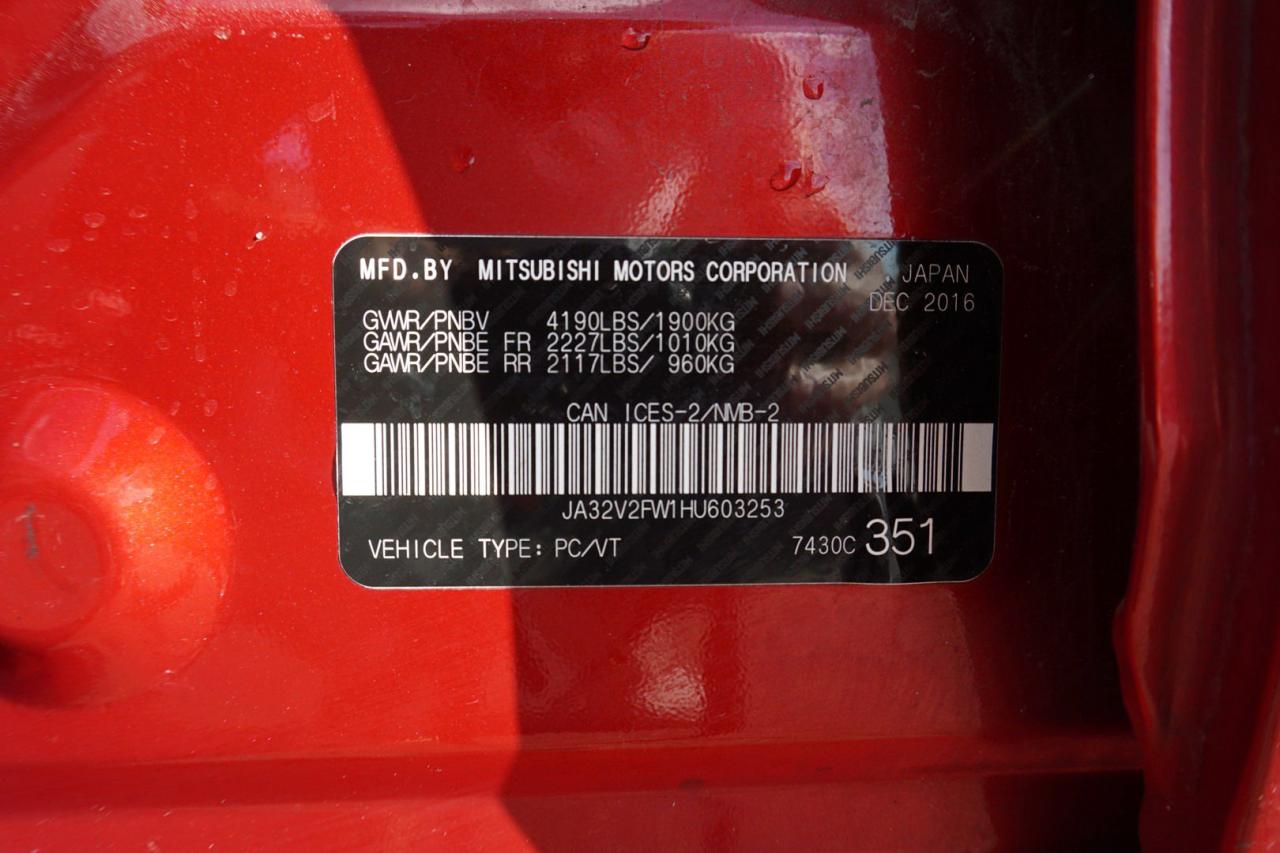 MFD.BY MITSUBISHI MOTORS CORPORATION JAPAN
DEC 2016
GVWR/PNBV 4190LBS/1900KG
GAWR/PNBE FR 2227LBS/1010KG
GAWR/PNBE RR 2117LBS/ 960KG
CAN ICES-2/NMB-2
JA32V2FW1HU603253
VEHICLE TYPE: PC/VT 7430C 351